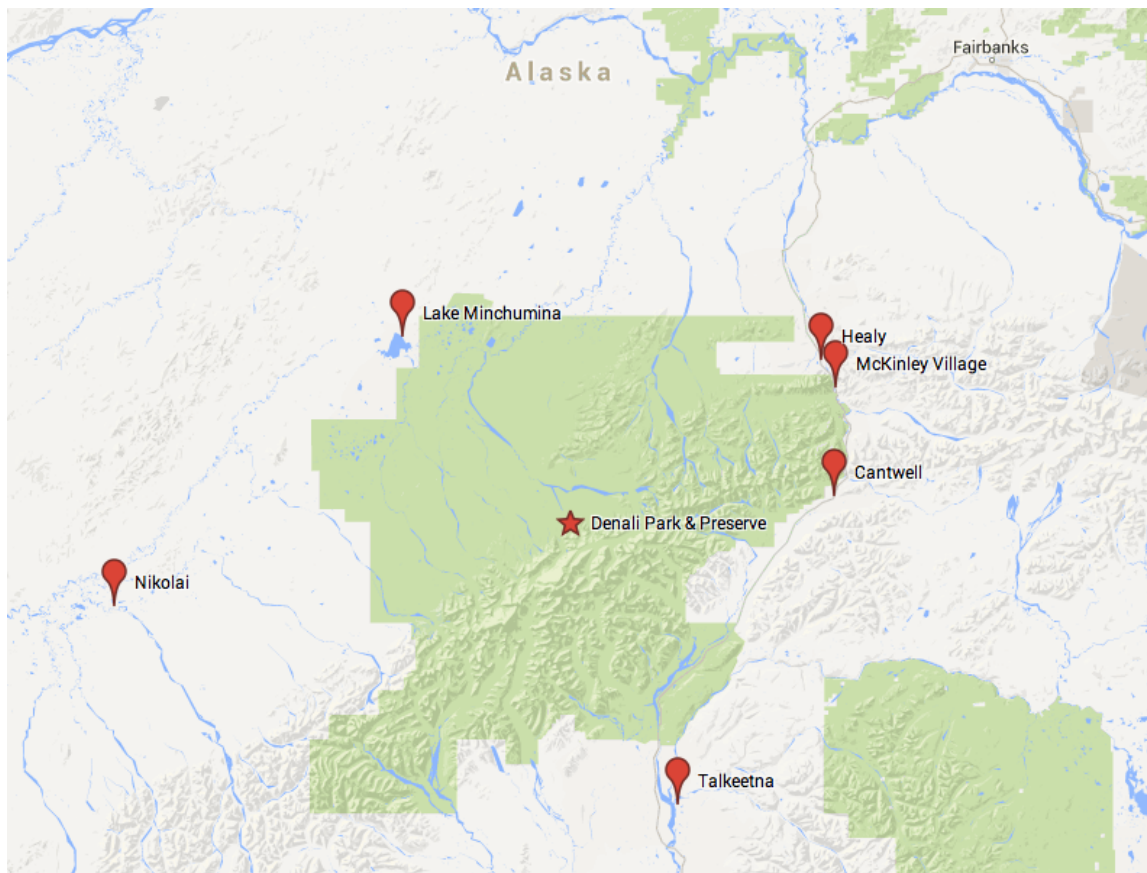 Fairbanks
Alaska
Lake Minchumina
Healy
McKinley Village
Cantwell
Denali Park & Preserve
Nikolai
Talkeetna